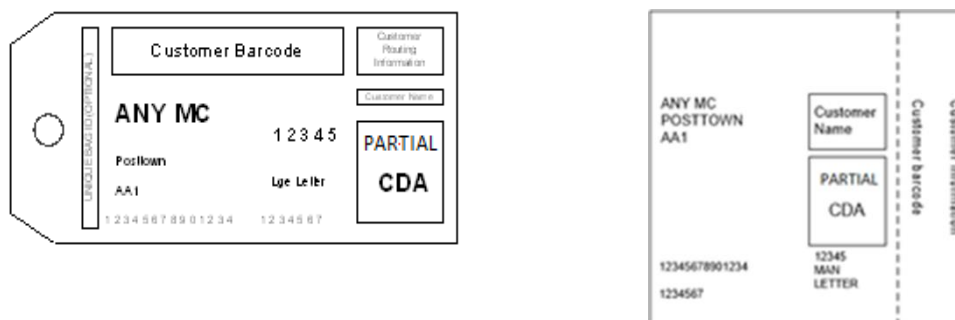 UNIQUE BAG ID (OPTIONAL)
Customer Barcode
Customer
Routing
Information
Customer Name
ANY MC
12345
Posttown
AA1
Lge Letter
12345678901234 1234567
PARTIAL
CDA
ANY MC
POSTTOWN
AA1
Customer
Name
PARTIAL
CDA
12345
MAN
LETTER
12345678901234
1234567
Customer barcode